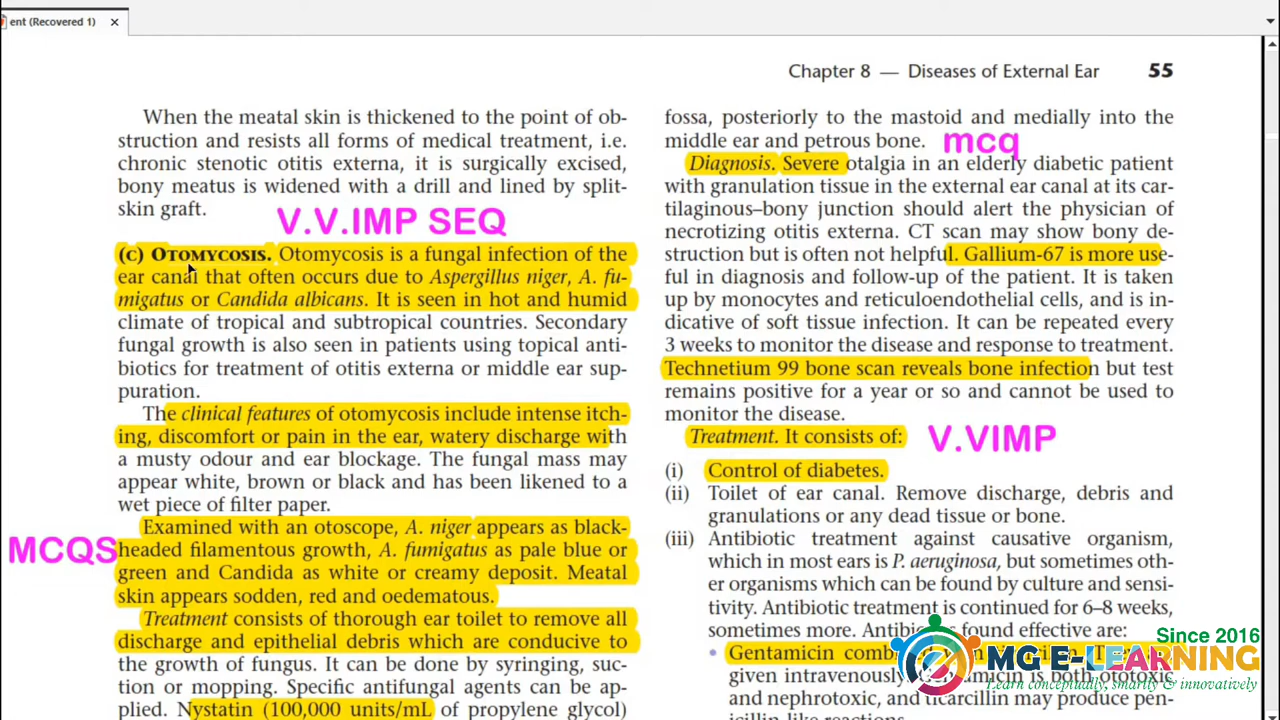 ent (Recovered 1)
Chapter 8 — Diseases of External Ear 55
When the meatal skin is thickened to the point of ob-
struction and resists all forms of medical treatment, i.e.
chronic stenotic otitis externa, it is surgically excised,
bony meatus is widened with a drill and lined by split-
skin graft.
V.V.IMP SEQ
(c) OTOMYCOSIS. Otomycosis is a fungal infection of the
ear canal that often occurs due to Aspergillus niger, A. fu-
migatus or Candida albicans. It is seen in hot and humid
climate of tropical and subtropical countries. Secondary
fungal growth is also seen in patients using topical anti-
biotics for treatment of otitis externa or middle ear sup-
puration.
The clinical features of otomycosis include intense itch-
ing, discomfort or pain in the ear, watery discharge with
a musty odour and ear blockage. The fungal mass may
appear white, brown or black and has been likened to a
wet piece of filter paper.
Examined with an otoscope, A. niger appears as black-
MCQS
headed filamentous growth, A. fumigatus as pale blue or
green and Candida as white or creamy deposit. Meatal
skin appears sodden, red and oedematous.
Treatment consists of thorough ear toilet to remove all
discharge and epithelial debris which are conducive to
the growth of fungus. It can be done by syringing, suc-
tion or mopping. Specific antifungal agents can be ap-
plied. Nystatin (100,000 units/mL of propylene glycol)
fossa, posteriorly to the mastoid and medially into the
middle ear and petrous bone.
mcq
Diagnosis. Severe otalgia in an elderly diabetic patient
with granulation tissue in the external ear canal at its car-
tilaginous–bony junction should alert the physician of
necrotizing otitis externa. CT scan may show bony de-
struction but is often not helpful. Gallium-67 is more use-
ful in diagnosis and follow-up of the patient. It is taken
up by monocytes and reticuloendothelial cells, and is in-
dicative of soft tissue infection. It can be repeated every
3 weeks to monitor the disease and response to treatment.
Technetium 99 bone scan reveals bone infection but test
remains positive for a year or so and cannot be used to
monitor the disease.
Treatment. It consists of:
V.VIMP
(i) Control of diabetes.
(ii) Toilet of ear canal. Remove discharge, debris and
granulations or any dead tissue or bone.
(iii) Antibiotic treatment against causative organism,
which in most ears is P. aeruginosa, but sometimes oth-
er organisms which can be found by culture and sensi-
tivity. Antibiotic treatment is continued for 6–8 weeks,
sometimes more. found effective are:
• Gentamicin
given intravenously. is both ototoxic
and nephrotoxic, and ticarcillin may produce pen-
Since 2016
MG E-LEARNING
Learn conceptually, smartly & innovatively